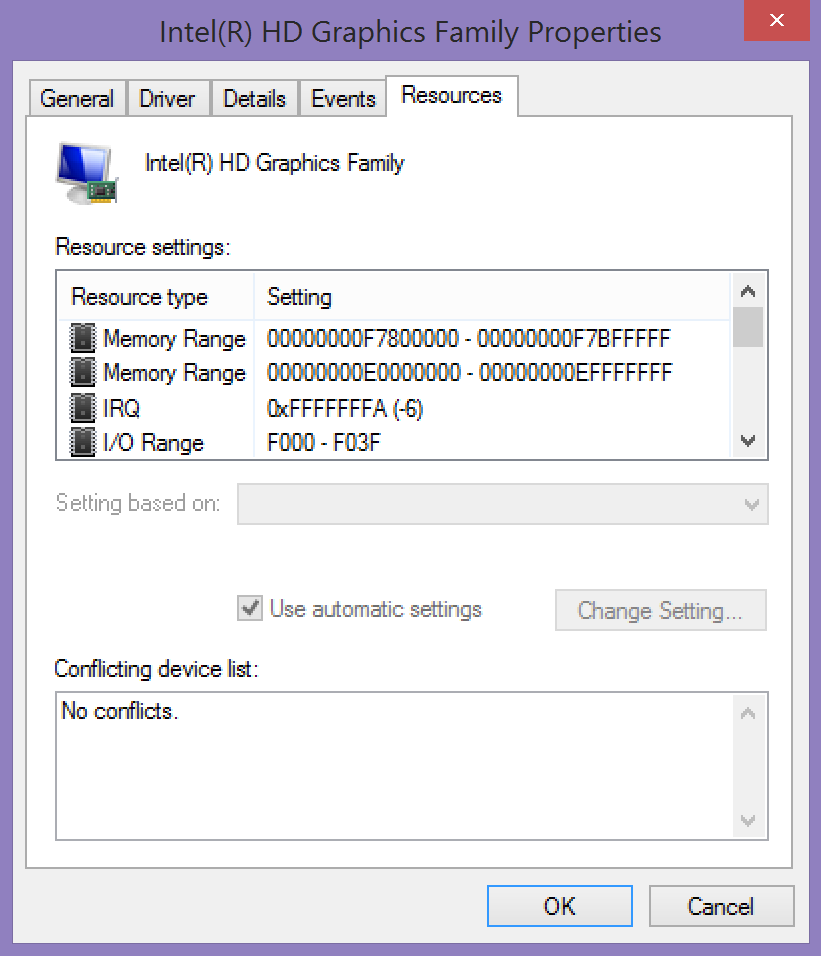 Intel(R) HD Graphics Family Properties
General Driver Details Events Resources
Intel(R) HD Graphics Family
Resource settings:
Resource type Setting
Memory Range 00000000F7800000 - 00000000F7BFFFFF
Memory Range 00000000E0000000 - 00000000EFFFFFFF
IRQ 0xFFFFFFFA (-6)
I/O Range F000 - F03F
Setting based on:
Use automatic settings Change Setting...
Conflicting device list:
No conflicts.
OK Cancel